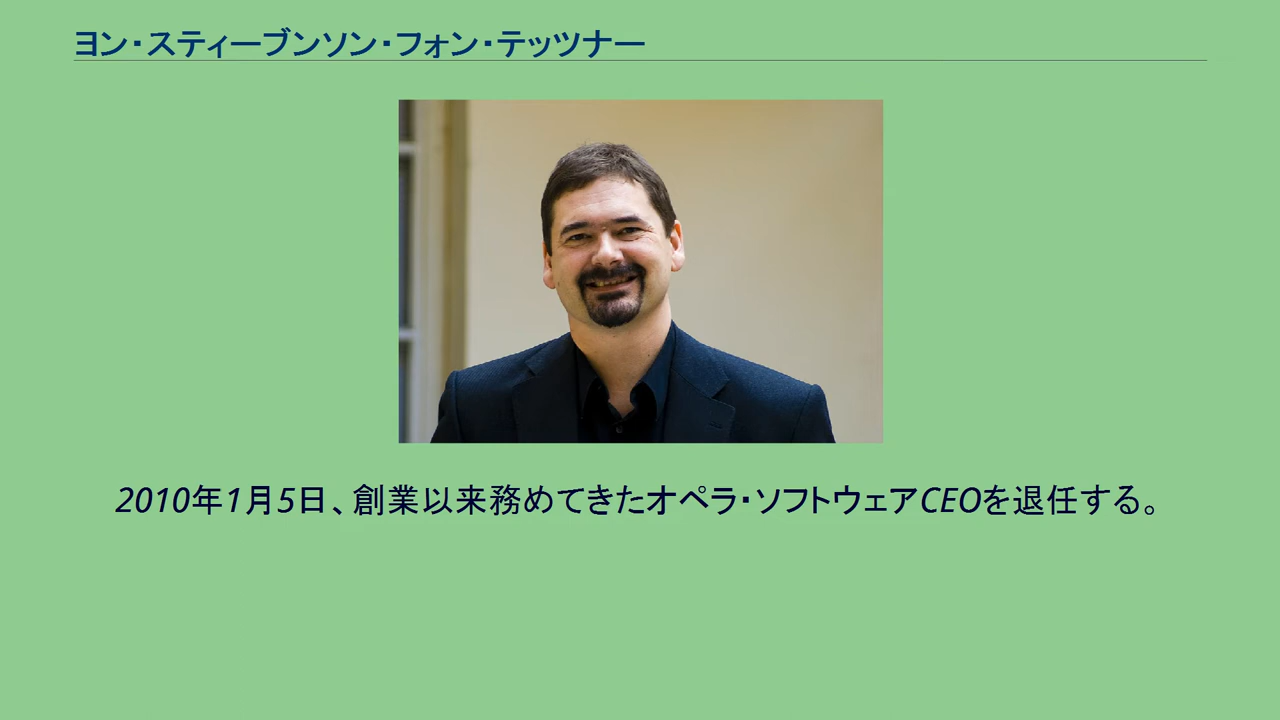 ヨン・スティーブンソン・フォン・テッツナー
2010年1月5日、創業以来務めてきたオペラ・ソフトウェアCEOを退任する。